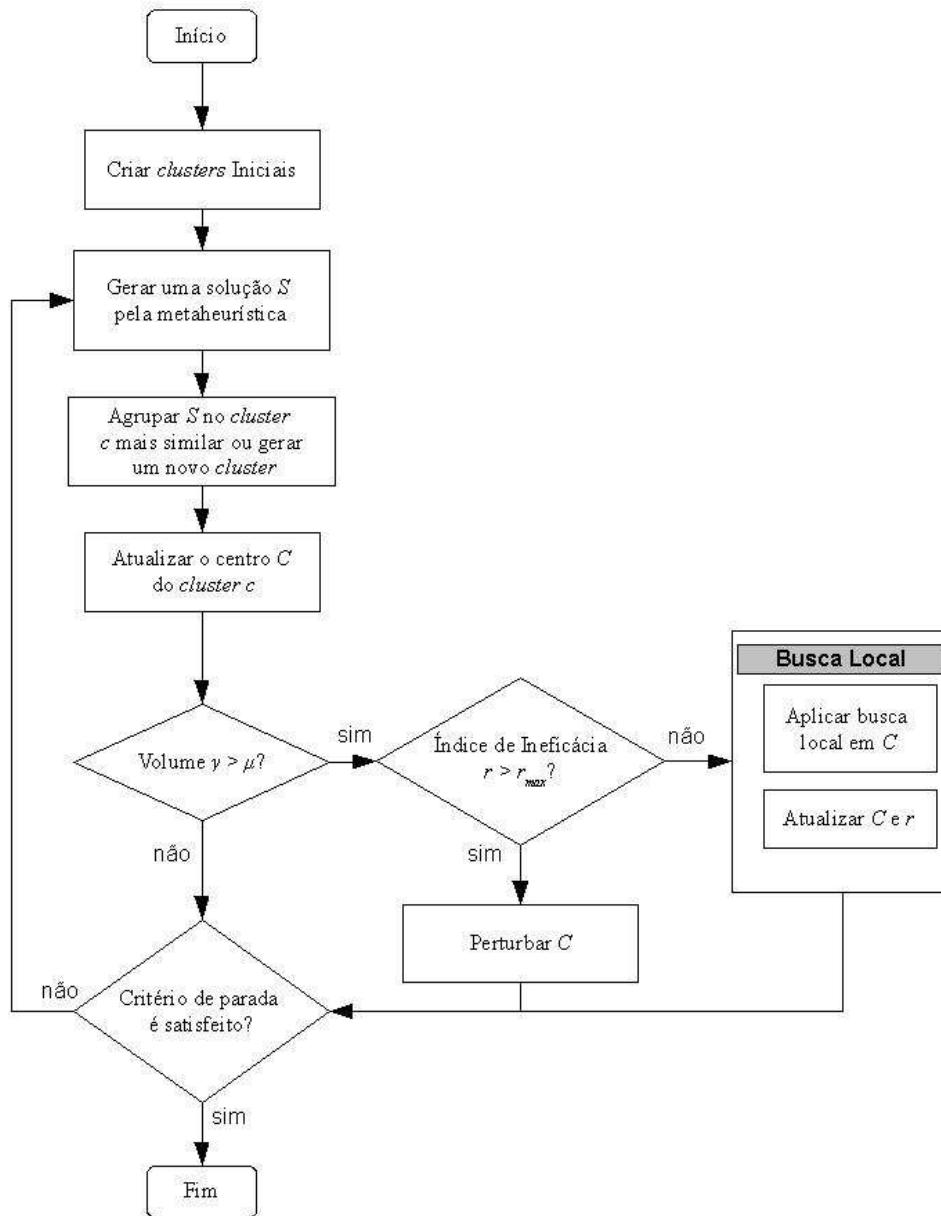 Início
Criar clusters Iniciais
Gerar uma solução S
pela metaheurística
Agrupar S no cluster
c mais similar ou gerar
um novo cluster
Atualizar o centro C
do cluster c
Volume γ > μ?
sim
não
Índice de Ineficácia
r > rmax?
não
sim
Busca Local
Aplicar busca
local em C
Atualizar C e r
Perturbar C
Critério de parada
é satisfeito?
não
sim
Fim